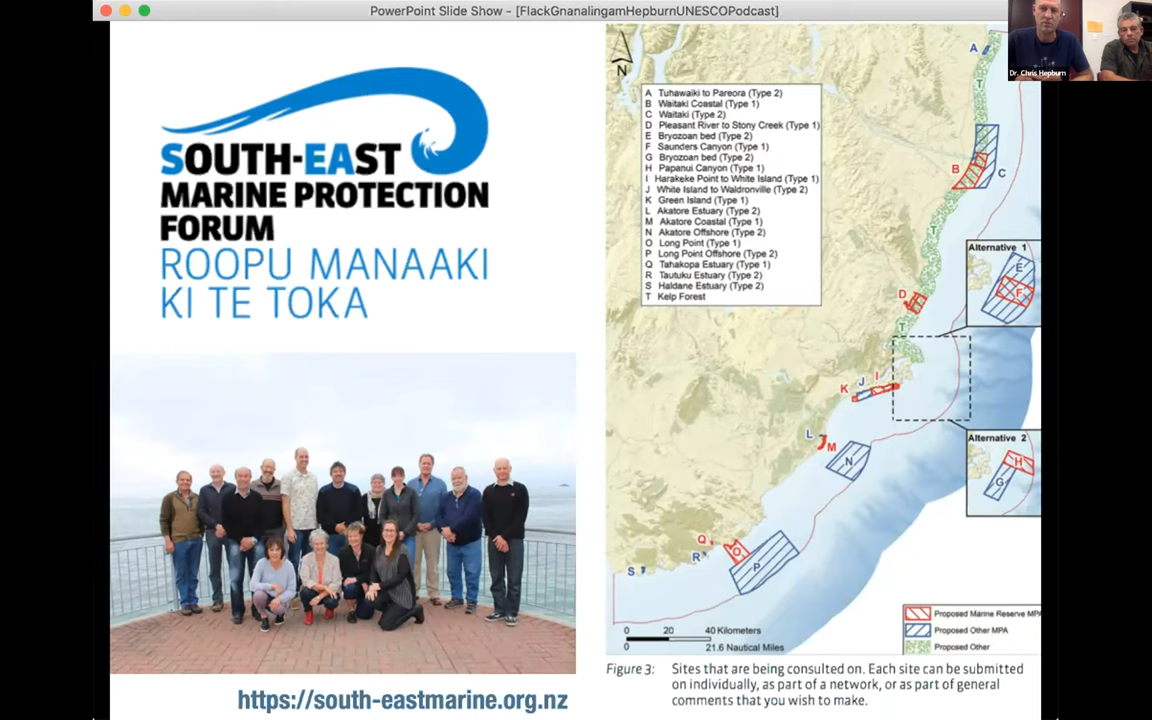 PowerPoint Slide Show - [FlackGnanalingamHepburnUNESCOPodcast]
Dr. Chris Hepburn
SOUTH-EAST
MARINE PROTECTION
FORUM
ROOPU MANAAKI
KI TE TOKA
https://south-eastmarine.org.nz
N
A Tuhawaiki to Pareora (Type 2)
B Waitaki Coastal (Type 1)
C Waitaki (Type 2)
D Pleasant River to Stony Creek (Type 1)
E Bryozoan bed (Type 2)
F Saunders Canyon (Type 1)
G Bryozoan bed (Type 2)
H Papanui Canyon (Type 1)
I Harakeke Point to White Island (Type 1)
J White Island to Waldronville (Type 2)
K Green Island (Type 1)
L Akatore Estuary (Type 2)
M Akatore Coastal (Type 1)
N Akatore Offshore (Type 2)
O Long Point (Type 1)
P Long Point Offshore (Type 2)
Q Tahakopa Estuary (Type 1)
R Tautuku Estuary (Type 2)
S Haldane Estuary (Type 2)
T Kelp Forest
A
T
B
C
T
Alternative 1
E
F
D
T
K J I
L
M
N
Alternative 2
H
G
Q
O
R
P
S
0 20 40 Kilometers
0 21.6 Nautical Miles
Proposed Marine Reserve MPA
Proposed Other MPA
Proposed Other
Figure 3: Sites that are being consulted on. Each site can be submitted
on individually, as part of a network, or as part of general
comments that you wish to make.